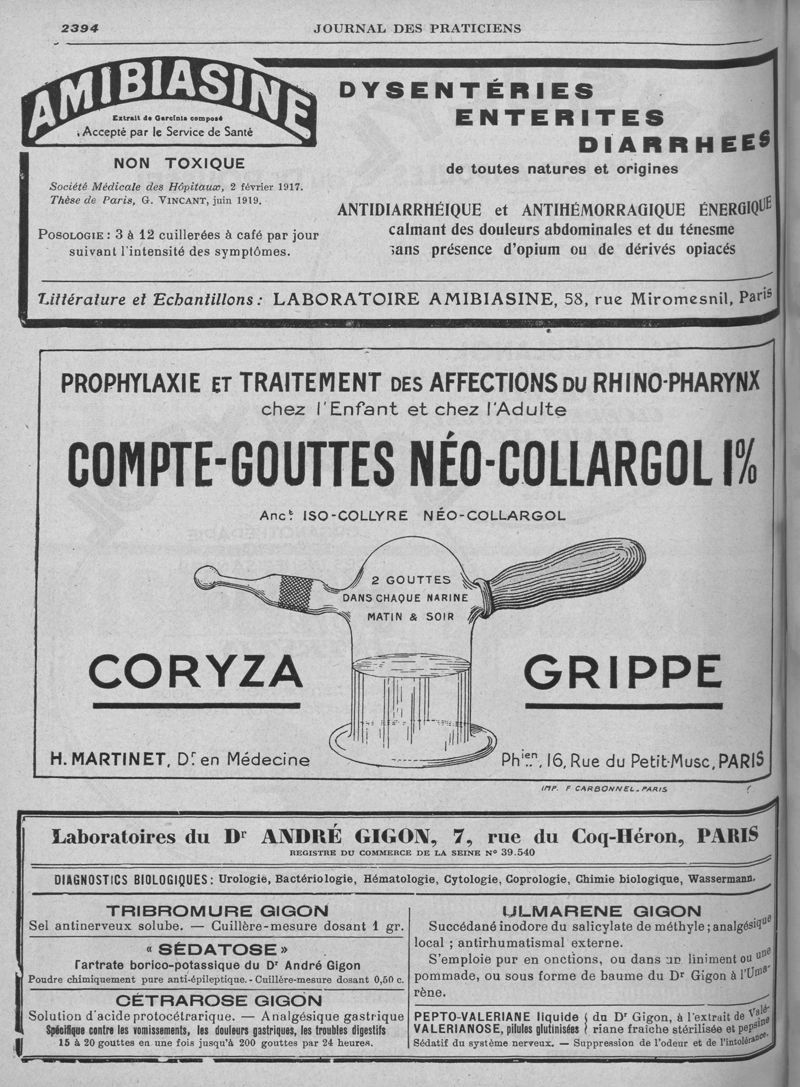 2394
JOURNAL DES PRATICIENS
AMIBIASINE
Extrait de Garcinia composé
Accepté par le Service de Santé
NON TOXIQUE
Société Médicale des Hôpitaux, 2 février 1917.
Thèse de Paris, G. VINCANT, juin 1919.
POSOLOGIE : 3 à 12 cuillerées à café par jour
suivant l'intensité des symptômes.
DYSENTÉRIES
ENTERITES
DIARRHEES
de toutes natures et origines
ANTIDIARRHÉIQUE et ANTIHÉMORRAGIQUE ÉNERGIQUE
calmant des douleurs abdominales et du ténesme
sans présence d'opium ou de dérivés opiacés
Littérature et Echantillons : LABORATOIRE AMIBIASINE, 58, rue Miromesnil, Paris
PROPHYLAXIE ET TRAITEMENT DES AFFECTIONS DU RHINO-PHARYNX
chez l'Enfant et chez l'Adulte
COMPTE-GOUTTES NÉO-COLLARGOL 1%
Anct. ISO-COLLYRE NÉO-COLLARGOL
2 GOUTTES
DANS CHAQUE NARINE
MATIN & SOIR
CORYZA
GRIPPE
H. MARTINET, Dr en Médecine
Phien., 16, Rue du Petit-Musc, PARIS
IMP. F CARBONNEL. PARIS
Laboratoires du Dr ANDRÉ GIGON, 7, rue du Coq-Héron, PARIS
REGISTRE DU COMMERCE DE LA SEINE N° 39.540
DIAGNOSTICS BIOLOGIQUES : Urologie, Bactériologie, Hématologie, Cytologie, Coprologie, Chimie biologique, Wassermann.
TRIBROMURE GIGON
Sel antinerveux solube. — Cuillère-mesure dosant 1 gr.
« SÉDATOSE »
Tartrate borico-potassique du Dr André Gigon
Poudre chimiquement pure anti-épileptique. - Cuillère-mesure dosant 0,50 c.
CÉTRAROSE GIGON
Solution d'acide protocétrarique. — Analgésique gastrique
Spécifique contre les vomissements, les douleurs gastriques, les troubles digestifs
15 à 20 gouttes en une fois jusqu'à 200 gouttes par 24 heures.
ULMARENE GIGON
Succédané inodore du salicylate de méthyle ; analgésique
local ; antirhumatismal externe.
S'emploie pur en onctions, ou dans un liniment ou une
pommade, ou sous forme de baume du Dr Gigon à l'Uma-
rène.
PEPTO-VALERIANE liquide { du Dr Gigon, à l'extrait de Valé-
VALERIANOSE, pilules glutinisées { riane fraîche stérilisée et pepsine
Sédatif du système nerveux. — Suppression de l'odeur et de l'intolérance.